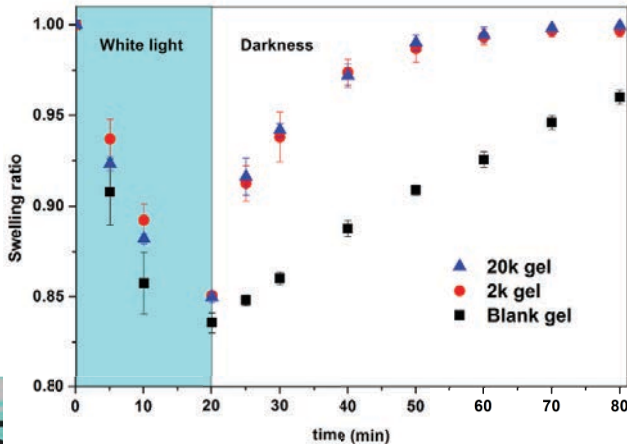 1.00
0.95
0.90
0.85
0.80
Swelling ratio
White light
Darkness
20k gel
2k gel
Blank gel
0 10 20 30 40 50 60 70 80
time (min)